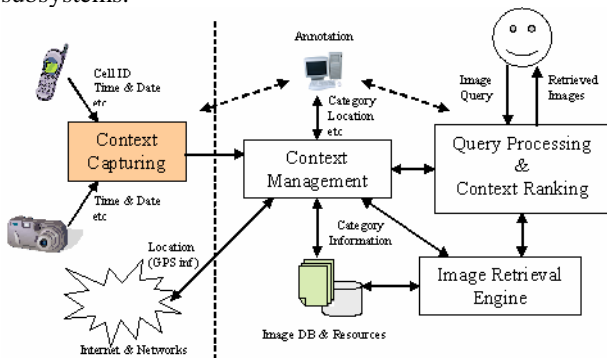 subsystems.
Annotation
Cell ID
Time & Date
etc
Image
Query
Retrieved
Images
Category
Location
etc
Context
Capturing
Context
Management
Query Processing
&
Context Ranking
Time & Date
etc
Location
(GPS inf)
Category
Information
Image Retrieval
Engine
Internet & Networks
Image DB & Resources